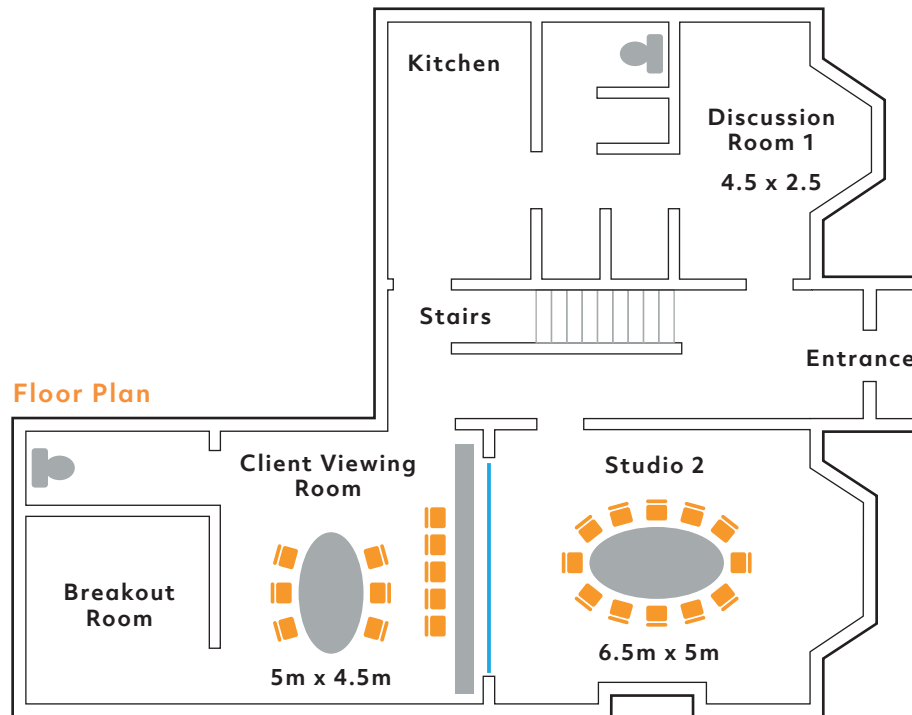 Kitchen
Discussion
Room 1
4.5 x 2.5
Stairs
Entrance
Floor Plan
Client Viewing
Room
Studio 2
Breakout
Room
5m x 4.5m
6.5m x 5m